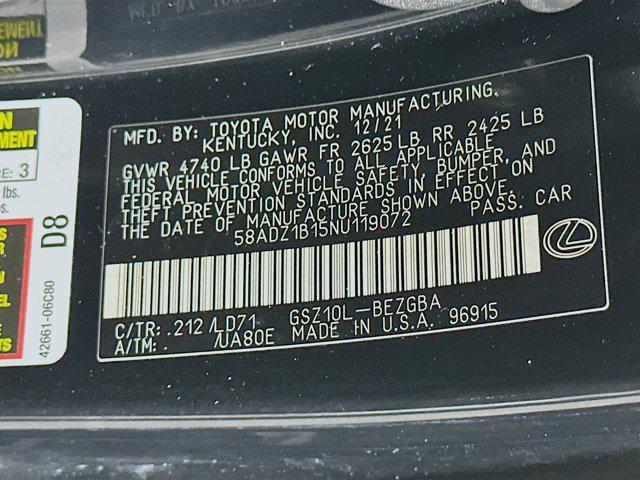 MFD. BY: TOYOTA MOTOR MANUFACTURING,
KENTUCKY, INC. 12/21
GVWR 4740 LB GAWR FR 2625 LB RR 2425 LB
THIS VEHICLE CONFORMS TO ALL APPLICABLE
FEDERAL MOTOR VEHICLE SAFETY, BUMPER, AND
THEFT PREVENTION STANDARDS IN EFFECT ON
THE DATE OF MANUFACTURE SHOWN ABOVE.
58ADZ1B15NU119072 PASS. CAR
C/TR: .212/LD71 GSZ10L-BEZGBA
A/TM: . /UA80E MADE IN U.S.A. 96915
3
lbs.
D8
42661-06C80